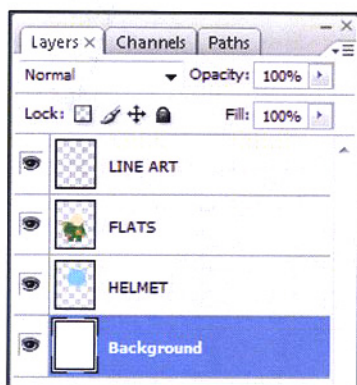 Layers × Channels Paths
Normal Opacity: 100%
Lock: Fill: 100%
LINE ART
FLATS
HELMET
Background